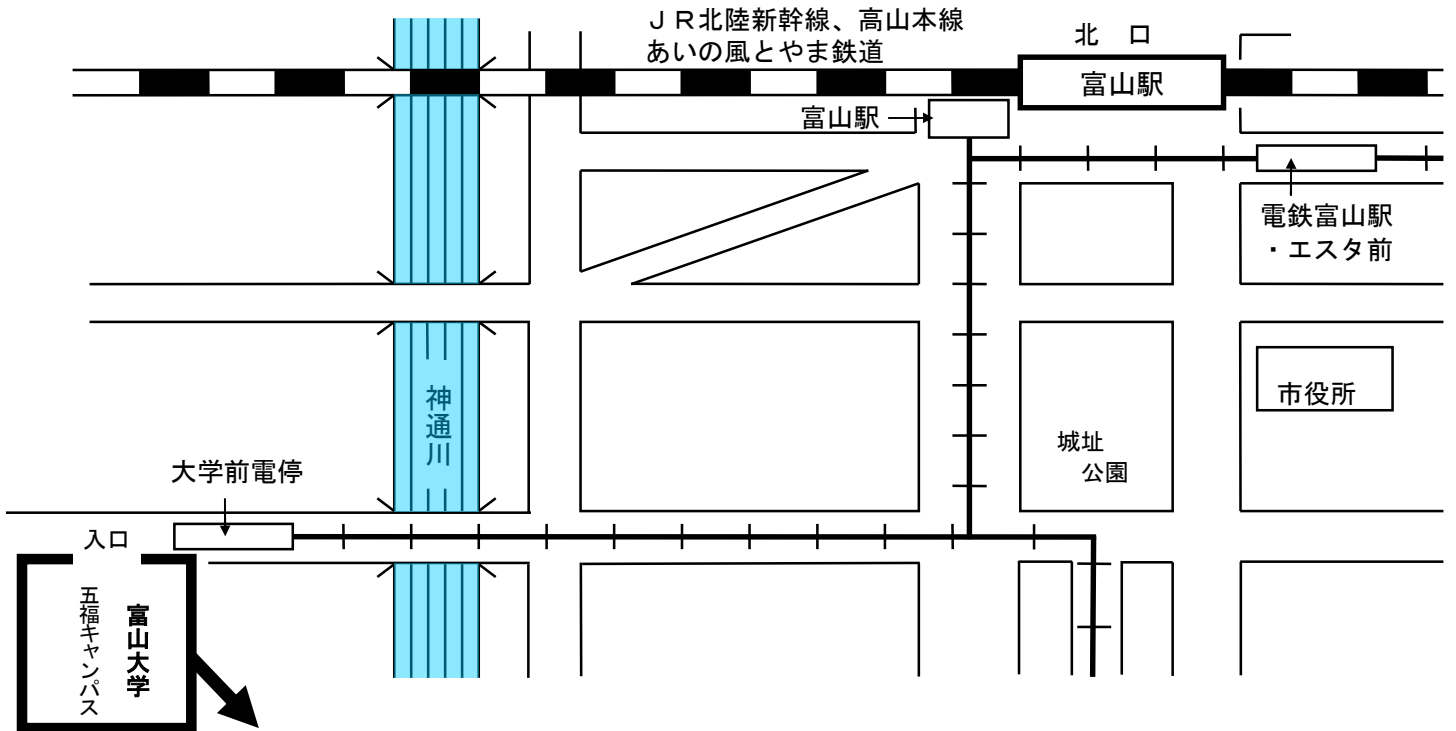 ＪＲ北陸新幹線、高山本線
あいの風とやま鉄道
北　口
富山駅
富山駅
電鉄富山駅
・エスタ前
市役所
神通川
城址
公園
大学前電停
入口
富山大学
五福キャンパス